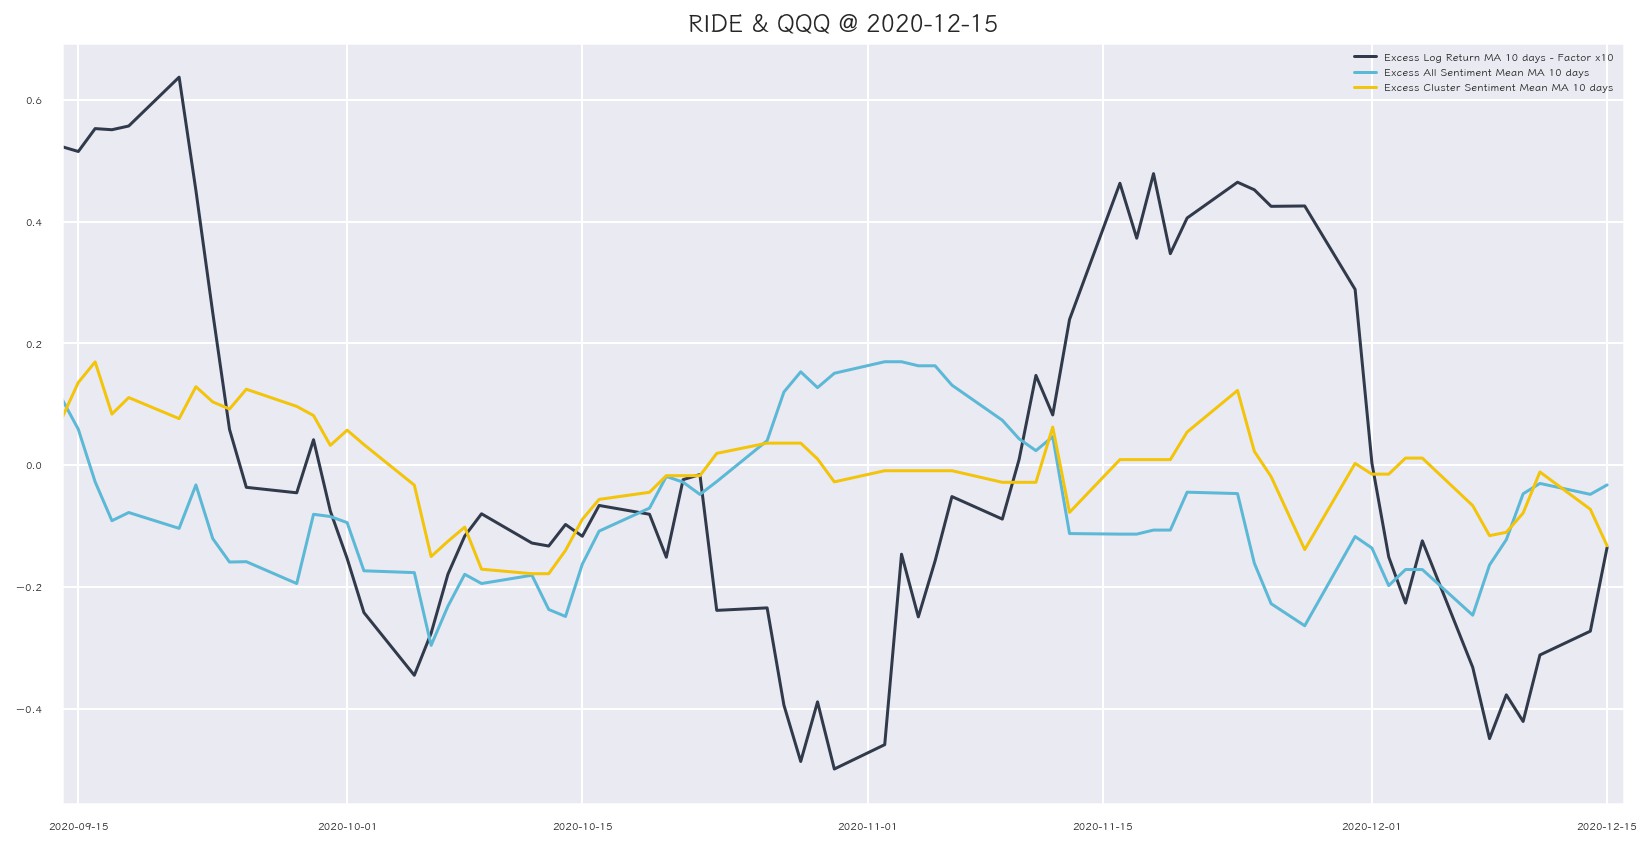 RIDE & QQQ @ 2020-12-15
Excess Log Return MA 10 days - Factor x10
Excess All Sentiment Mean MA 10 days
Excess Cluster Sentiment Mean MA 10 days
0.6
0.4
0.2
0.0
−0.2
−0.4
2020-09-15 2020-10-01 2020-10-15 2020-11-01 2020-11-15 2020-12-01 2020-12-15